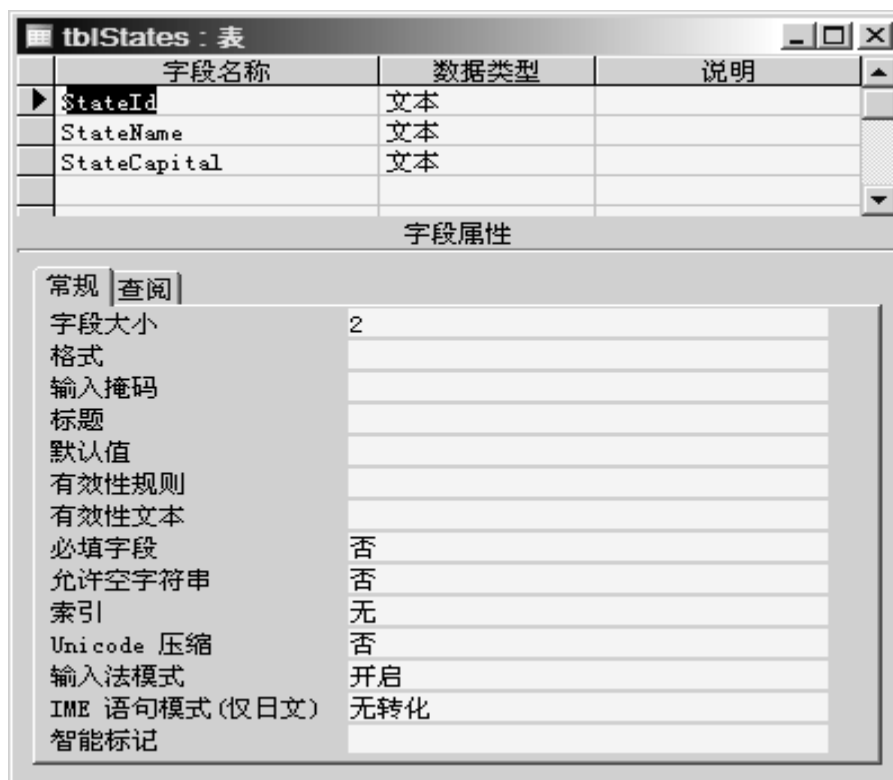 tblStates : 表
字段名称 数据类型 说明
StateId 文本
StateName 文本
StateCapital 文本
字段属性
常规 查阅
字段大小 2
格式
输入掩码
标题
默认值
有效性规则
有效性文本
必填字段 否
允许空字符串 否
索引 无
Unicode 压缩 否
输入法模式 开启
IME 语句模式(仅日文) 无转化
智能标记